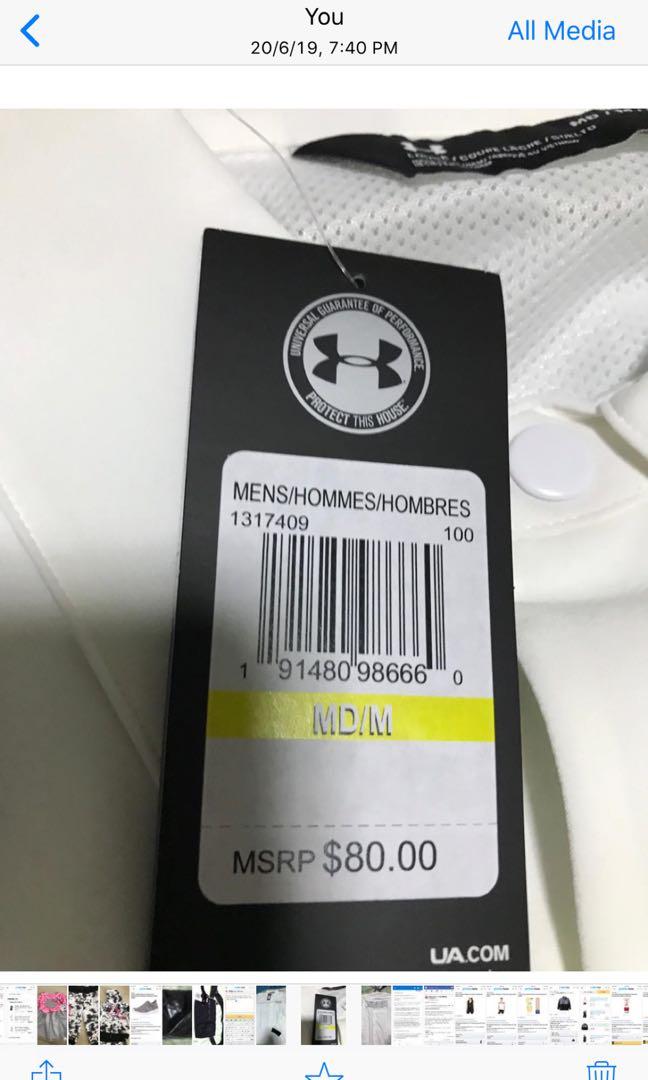 You
20/6/19, 7:40 PM
All Media
UNIVERSAL GUARANTEE OF PERFORMANCE
PROTECT THIS HOUSE
MENS/HOMMES/HOMBRES
1317409
100
1 91480 98666 0
MD/M
MSRP $80.00
UA.COM